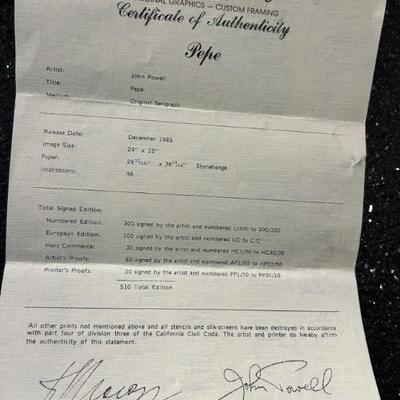 ORIGINAL GRAPHICS — CUSTOM FRAMING
Certificate of Authenticity
Pepe
Artist: John Powell
Title: Pepe
Medium: Original Serigraph
Release Date: December 1985
Image Size: 24" x 32"
Paper: Stonehenge
Impressions: 98
Total Signed Edition:
Numbered Edition: 300 signed by the artist and numbered 1/300 to 300/300
European Edition: 100 signed by the artist and numbered I/C to C/C
Hors Commerce: 30 signed by the artist and numbered HC1/30 to HC30/30
Artist's Proofs: 50 signed by the artist and numbered AP1/50 to AP50/50
Printer's Proofs: 30 signed by the artist and numbered PP1/30 to PP30/30
510 Total Edition
All other prints not mentioned above and all stencils and silk-screens have been destroyed in accordance
with part four of division three of the California Civil Code. The artist and printer do hereby affirm
the authenticity of this statement.
John Powell